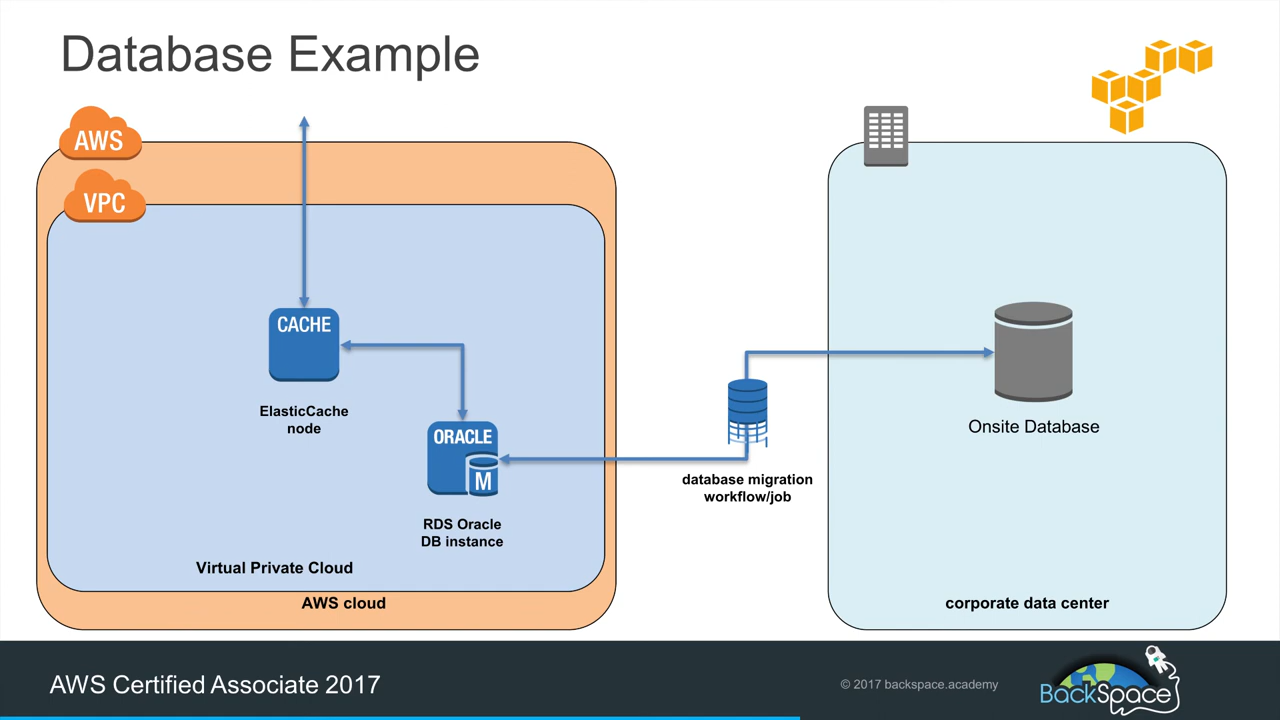 Database Example
AWS
VPC
CACHE
ElasticCache
node
ORACLE
M
RDS Oracle
DB instance
Virtual Private Cloud
AWS cloud
database migration
workflow/job
Onsite Database
corporate data center
AWS Certified Associate 2017
© 2017 backspace.academy
BackSpace